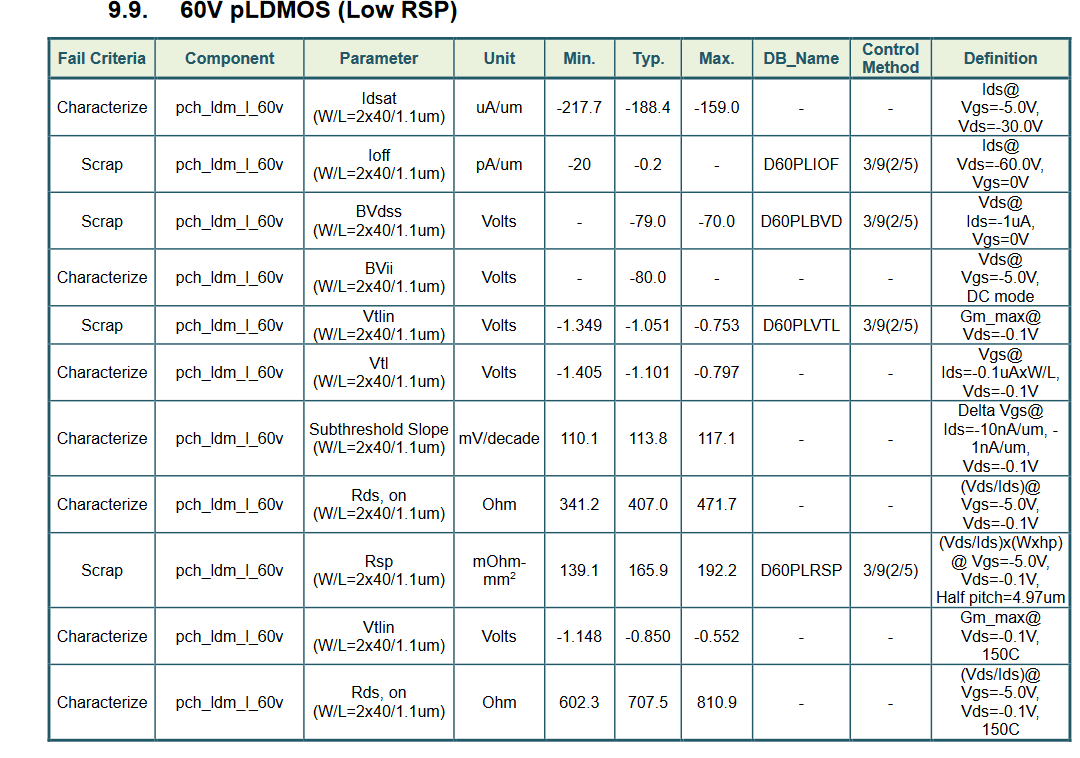 9.9. 60V pLDMOS (Low RSP)
Fail Criteria Component Parameter Unit Min. Typ. Max. DB_Name Control Method Definition
Characterize pch_ldm_l_60v Idsat (W/L=2x40/1.1um) uA/um -217.7 -188.4 -159.0 - - Ids@ Vgs=-5.0V, Vds=-30.0V
Scrap pch_ldm_l_60v Ioff (W/L=2x40/1.1um) pA/um -20 -0.2 - D60PLIOF 3/9(2/5) Ids@ Vds=-60.0V, Vgs=0V
Scrap pch_ldm_l_60v BVdss (W/L=2x40/1.1um) Volts - -79.0 -70.0 D60PLBVD 3/9(2/5) Vds@ Ids=-1uA, Vgs=0V
Characterize pch_ldm_l_60v BVii (W/L=2x40/1.1um) Volts - -80.0 - - - Vds@ Vgs=-5.0V, DC mode
Scrap pch_ldm_l_60v Vtlin (W/L=2x40/1.1um) Volts -1.349 -1.051 -0.753 D60PLVTL 3/9(2/5) Gm_max@ Vds=-0.1V
Characterize pch_ldm_l_60v Vtl (W/L=2x40/1.1um) Volts -1.405 -1.101 -0.797 - - Vgs@ Ids=-0.1uAxW/L, Vds=-0.1V
Characterize pch_ldm_l_60v Subthreshold Slope (W/L=2x40/1.1um) mV/decade 110.1 113.8 117.1 - - Delta Vgs@ Ids=-10nA/um, -1nA/um, Vds=-0.1V
Characterize pch_ldm_l_60v Rds, on (W/L=2x40/1.1um) Ohm 341.2 407.0 471.7 - - (Vds/Ids)@ Vgs=-5.0V, Vds=-0.1V
Scrap pch_ldm_l_60v Rsp (W/L=2x40/1.1um) mOhm-mm² 139.1 165.9 192.2 D60PLRSP 3/9(2/5) (Vds/Ids)x(Wxhp) @ Vgs=-5.0V, Vds=-0.1V, Half pitch=4.97um
Characterize pch_ldm_l_60v Vtlin (W/L=2x40/1.1um) Volts -1.148 -0.850 -0.552 - - Gm_max@ Vds=-0.1V, 150C
Characterize pch_ldm_l_60v Rds, on (W/L=2x40/1.1um) Ohm 602.3 707.5 810.9 - - (Vds/Ids)@ Vgs=-5.0V, Vds=-0.1V, 150C